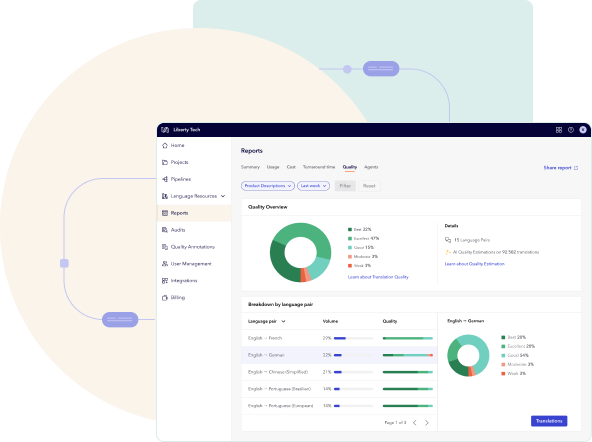 Liberty Tech
Home
Projects
Pipelines
Language Resources
Reports
Audits
Quality Annotations
User Management
Integrations
Billing
Reports
Summary Usage Cost Turnaround time Quality Agents
Share report
Product Descriptions Last week Filter Reset
Quality Overview
Best 32%
Excellent 47%
Good 15%
Moderate 3%
Weak 3%
Learn about Translation Quality
Details
15 Language Pairs
AI Quality Estimations on 92 502 translations
Learn about Quality Estimation
Breakdown by language pair
Language pair Volume Quality
English → French 29%
English → German 22%
English → Chinese (Simplified) 21%
English → Portuguese (Brazilian) 14%
English → Portuguese (European) 14%
Page 1 of 3
English → German
Best 28%
Excellent 20%
Good 54%
Moderate 3%
Weak 3%
Translations